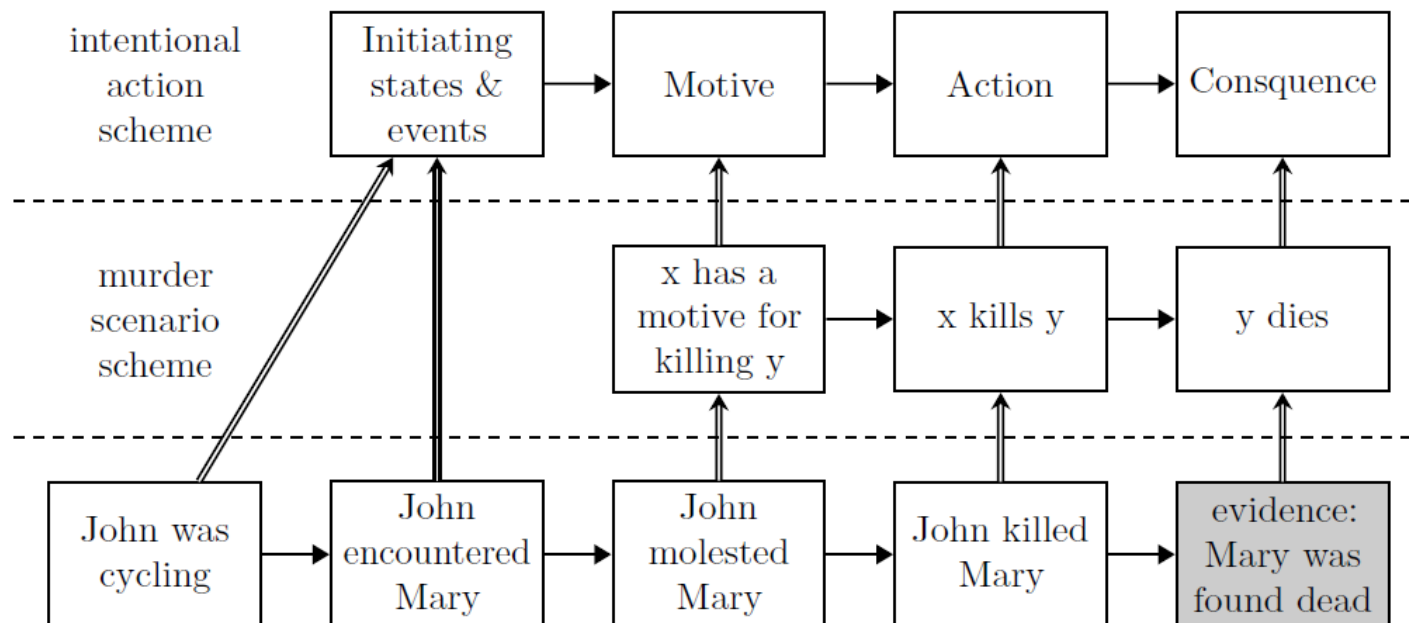 intentional
action
scheme
Initiating
states &
events
Motive
Action
Consquence
murder
scenario
scheme
x has a
motive for
killing y
x kills y
y dies
John was
cycling
John
encountered
Mary
John
molested
Mary
John killed
Mary
evidence:
Mary was
found dead